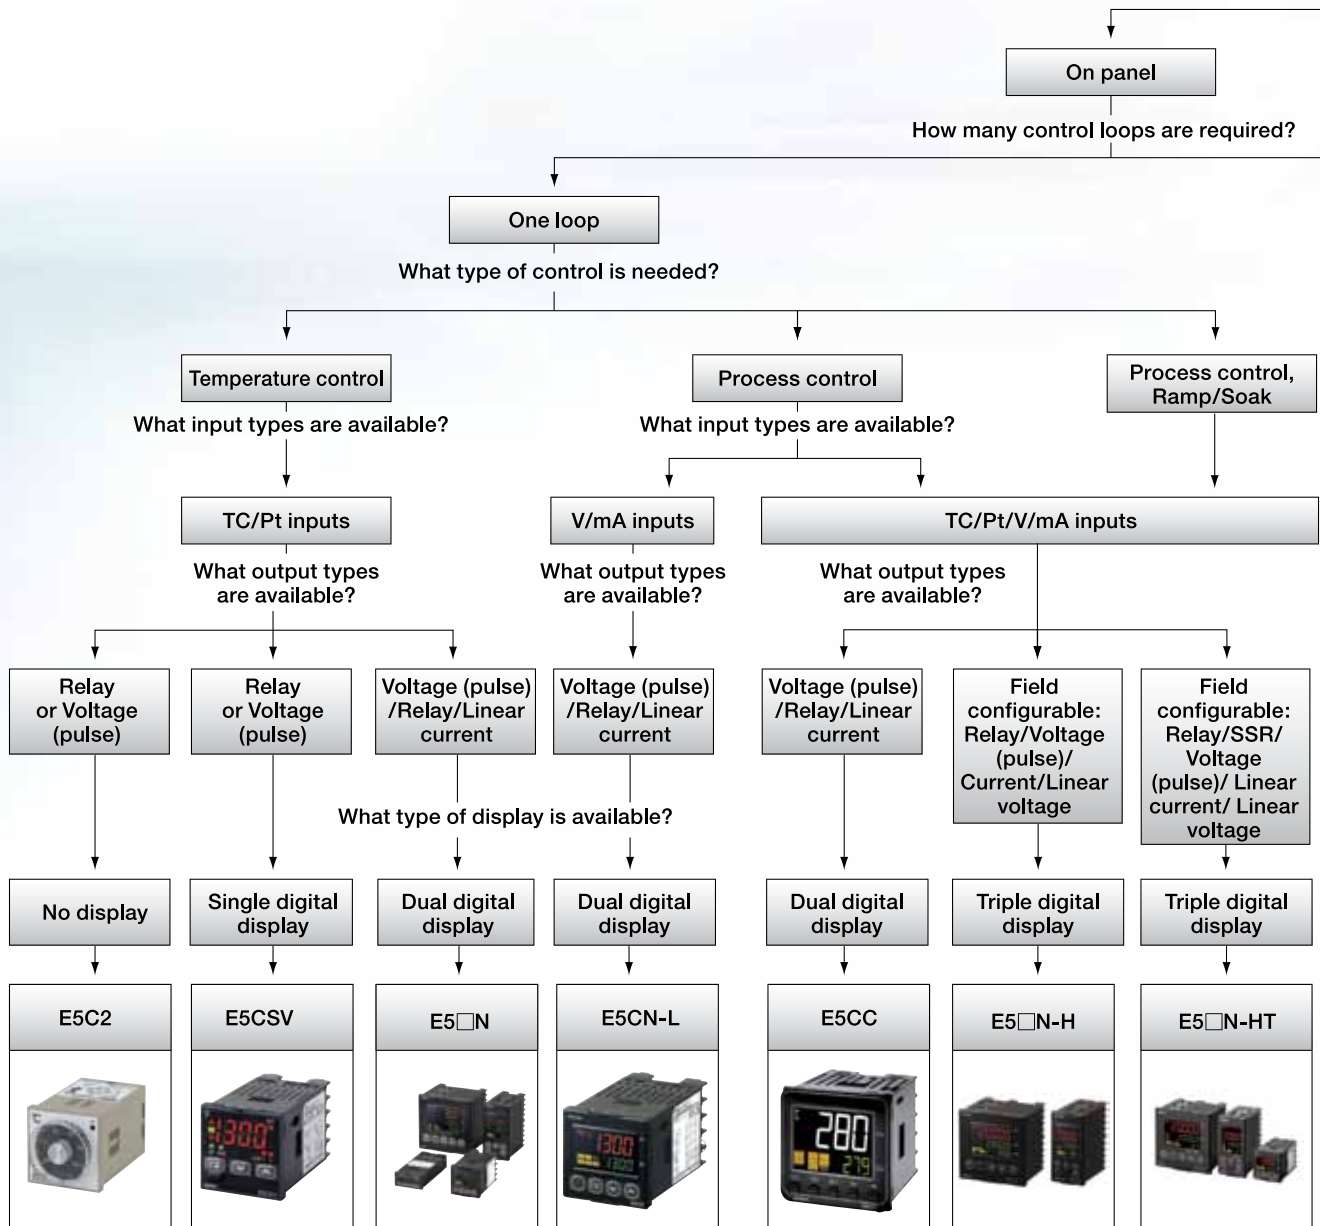 On panel
How many control loops are required?
One loop
What type of control is needed?
Temperature control
Process control
Process control,
Ramp/Soak
What input types are available?
What input types are available?
TC/Pt inputs
V/mA inputs
TC/Pt/V/mA inputs
What output types
are available?
What output types
are available?
What output types
are available?
Relay
or Voltage
(pulse)
Relay
or Voltage
(pulse)
Voltage (pulse)
/Relay/Linear
current
Voltage (pulse)
/Relay/Linear
current
Voltage (pulse)
/Relay/Linear
current
Field
configurable:
Relay/Voltage
(pulse)/
Current/Linear
voltage
Field
configurable:
Relay/SSR/
Voltage
(pulse)/ Linear
current/ Linear
voltage
What type of display is available?
No display
Single digital
display
Dual digital
display
Dual digital
display
Dual digital
display
Triple digital
display
Triple digital
display
E5C2
E5CSV
E5□N
E5CN-L
E5CC
E5□N-H
E5□N-HT
1300
1300
1300
280
279